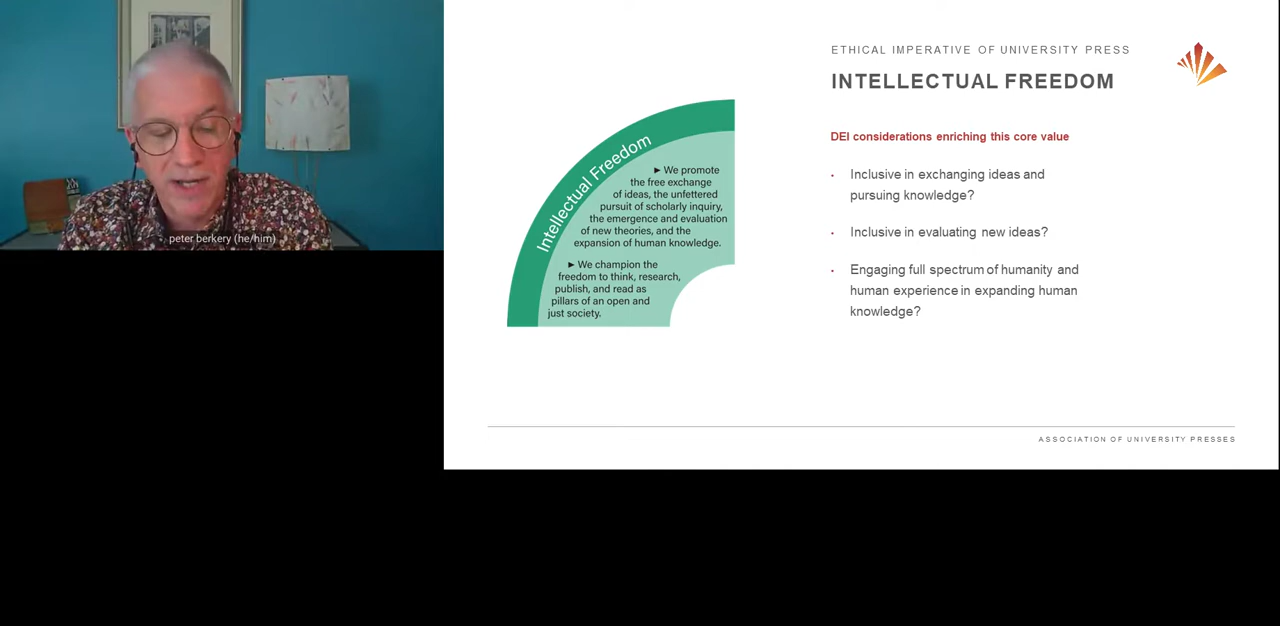 peter berkery (he/him)
ETHICAL IMPERATIVE OF UNIVERSITY PRESS
INTELLECTUAL FREEDOM
Intellectual Freedom
► We promote
the free exchange
of ideas, the unfettered
pursuit of scholarly inquiry,
the emergence and evaluation
of new theories, and the
expansion of human knowledge.
► We champion the
freedom to think, research,
publish, and read as
pillars of an open and
just society.
DEI considerations enriching this core value
• Inclusive in exchanging ideas and
pursuing knowledge?
• Inclusive in evaluating new ideas?
• Engaging full spectrum of humanity and
human experience in expanding human
knowledge?
ASSOCIATION OF UNIVERSITY PRESSES